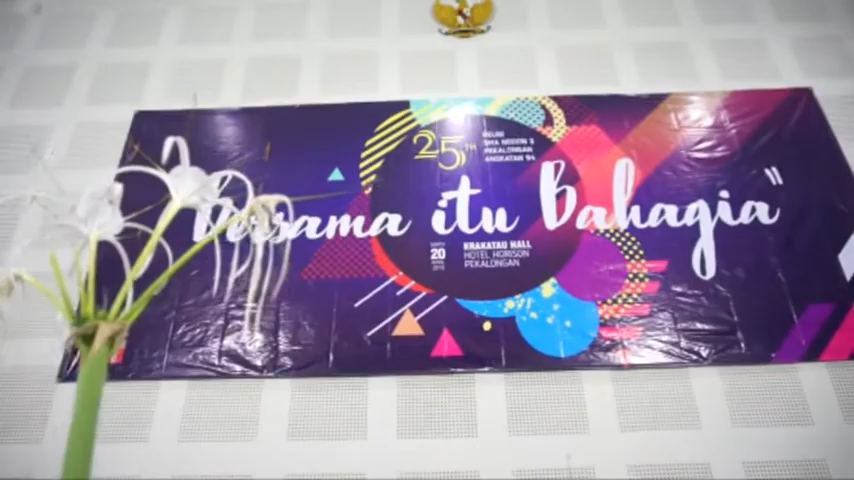 25TH
REUNI
SMA NEGERI 3
PEKALONGAN
ANGKATAN 94
Bersama itu Bahagia"
20
KRAKATAU HALL
HOTEL HORISON
PEKALONGAN